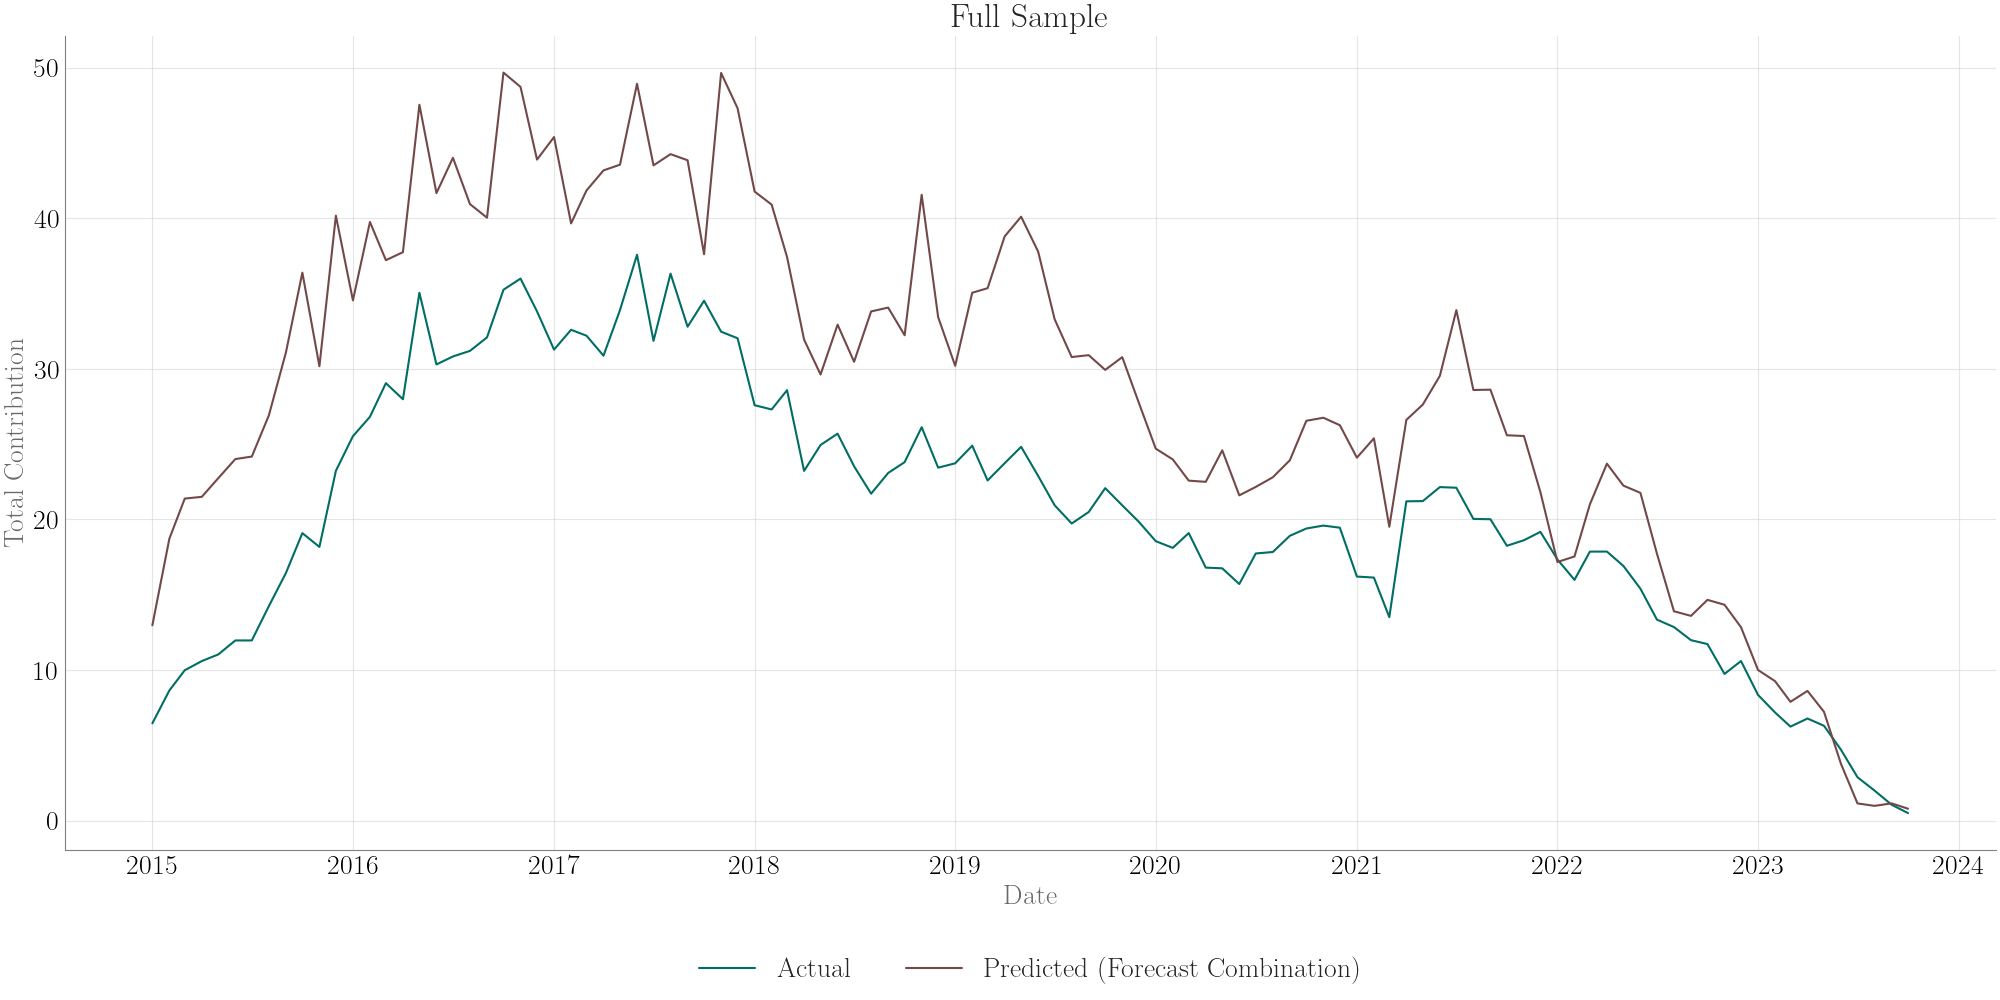 Full Sample
Total Contribution
50
40
30
20
10
0
2015 2016 2017 2018 2019 2020 2021 2022 2023 2024
Date
Actual Predicted (Forecast Combination)